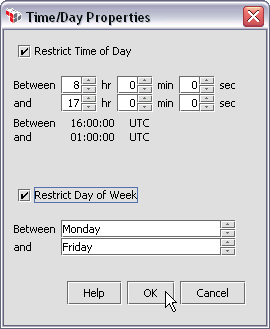 Time/Day Properties
Restrict Time of Day
Between 8 hr 0 min 0 sec
and 17 hr 0 min 0 sec
Between 16:00:00 UTC
and 01:00:00 UTC
Restrict Day of Week
Between Monday
and Friday
Help OK Cancel